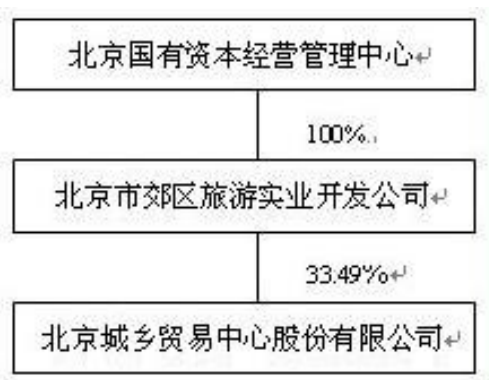 北京国有资本经营管理中心
100%
北京市郊区旅游实业开发公司
33.49%
北京城乡贸易中心股份有限公司